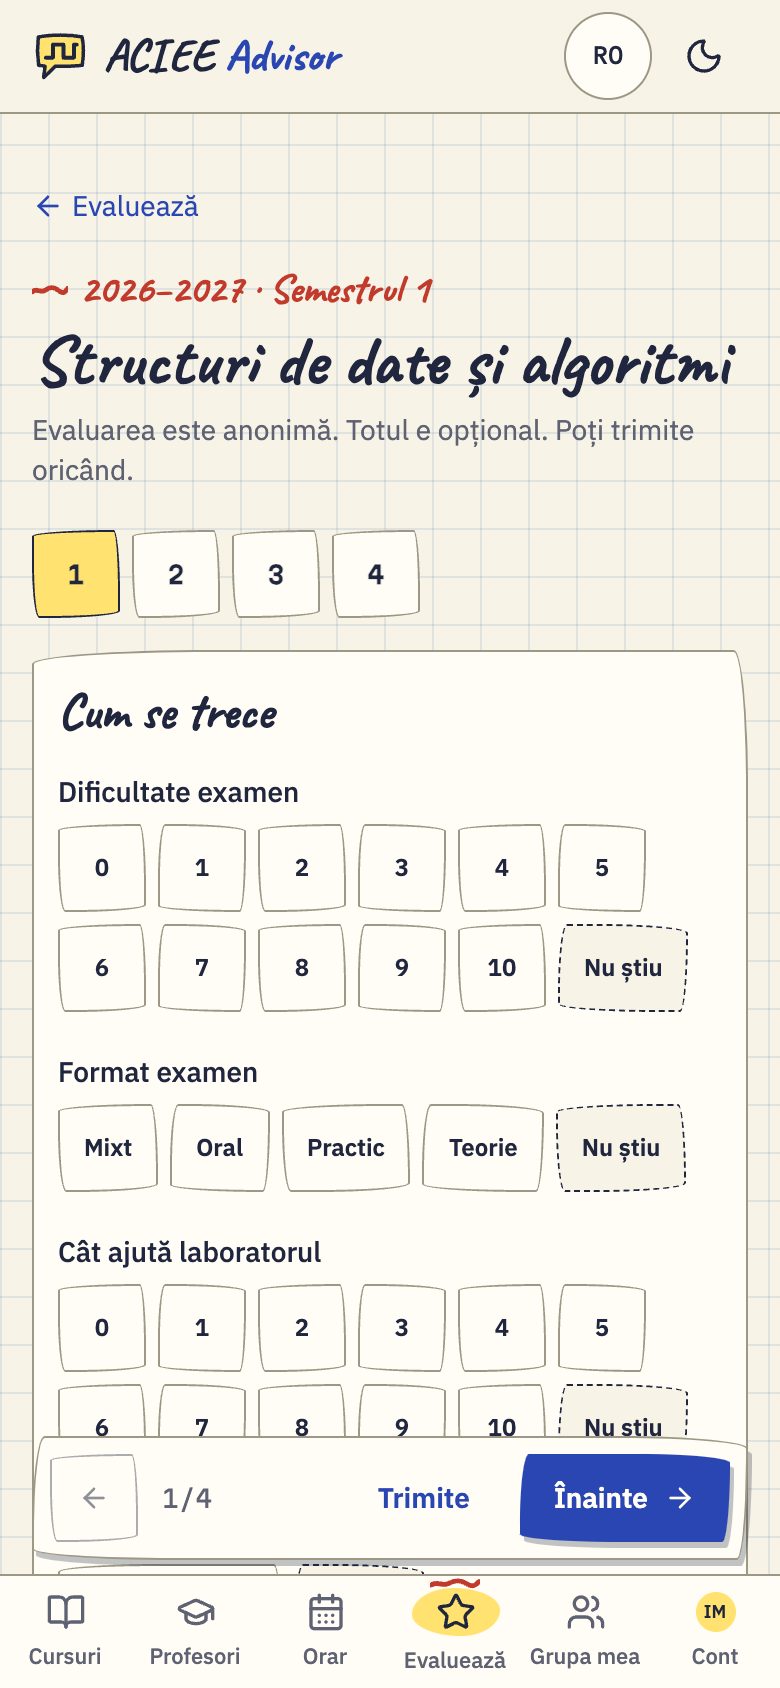 ACIEE Advisor
RO
← Evaluează
2026–2027 · Semestrul 1
Structuri de date și algoritmi
Evaluarea este anonimă. Totul e opțional. Poți trimite
oricând.
1 2 3 4
Cum se trece
Dificultate examen
0 1 2 3 4 5
6 7 8 9 10 Nu știu
Format examen
Mixt Oral Practic Teorie Nu știu
Cât ajută laboratorul
0 1 2 3 4 5
6 7 8 9 10 Nu știu
← 1/4 Trimite Înainte →
IM
Cursuri Profesori Orar Evaluează Grupa mea Cont